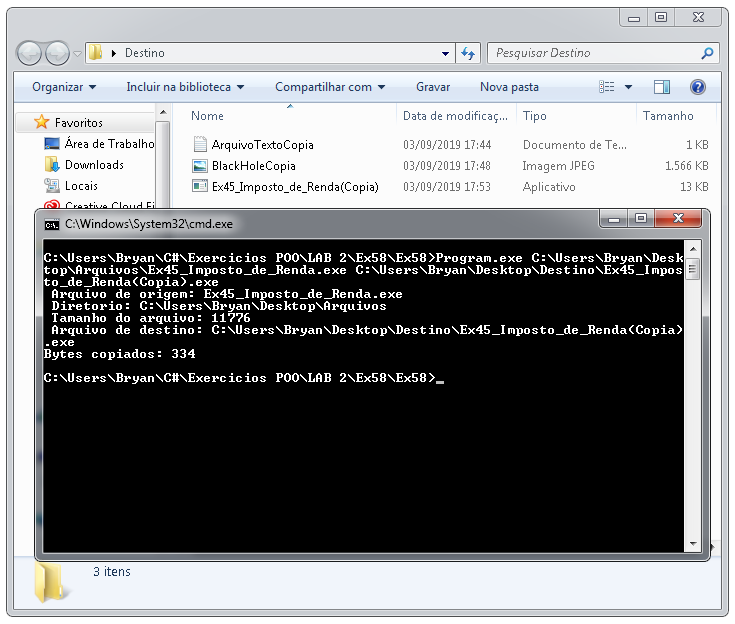 Destino
Pesquisar Destino
Organizar Incluir na biblioteca Compartilhar com Gravar Nova pasta
Favoritos
Área de Trabalho
Downloads
Locais
Creative Cloud Fi
Nome Data de modificaç... Tipo Tamanho
ArquivoTextoCopia 03/09/2019 17:44 Documento de Te... 1 KB
BlackHoleCopia 03/09/2019 17:48 Imagem JPEG 1.566 KB
Ex45_Imposto_de_Renda(Copia) 03/09/2019 17:53 Aplicativo 13 KB
C:\Windows\System32\cmd.exe
C:\Users\Bryan\C#\Exercicios POO\LAB 2\Ex58\Ex58>Program.exe C:\Users\Bryan\Desk
top\Arquivos\Ex45_Imposto_de_Renda.exe C:\Users\Bryan\Desktop\Destino\Ex45_Impos
to_de_Renda(Copia).exe
Arquivo de origem: Ex45_Imposto_de_Renda.exe
Diretorio: C:\Users\Bryan\Desktop\Arquivos
Tamanho do arquivo: 11776
Arquivo de destino: C:\Users\Bryan\Desktop\Destino\Ex45_Imposto_de_Renda(Copia)
.exe
Bytes copiados: 334
C:\Users\Bryan\C#\Exercicios POO\LAB 2\Ex58\Ex58>_
3 itens